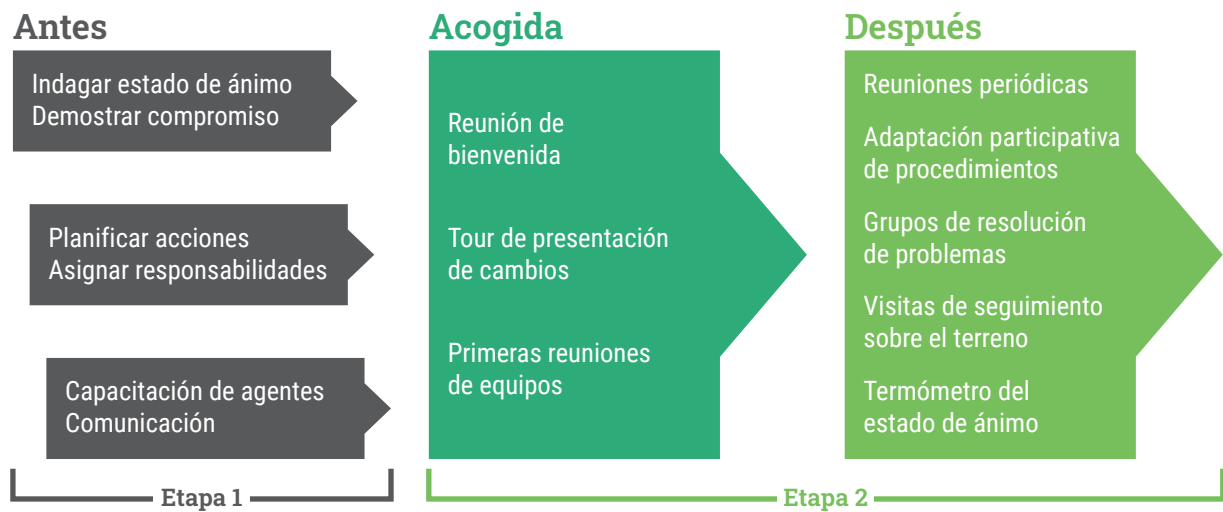 Antes
Indagar estado de ánimo
Demostrar compromiso
Planificar acciones
Asignar responsabilidades
Capacitación de agentes
Comunicación
Etapa 1
Acogida
Reunión de
bienvenida
Tour de presentación
de cambios
Primeras reuniones
de equipos
Después
Reuniones periódicas
Adaptación participativa
de procedimientos
Grupos de resolución
de problemas
Visitas de seguimiento
sobre el terreno
Termómetro del
estado de ánimo
Etapa 2